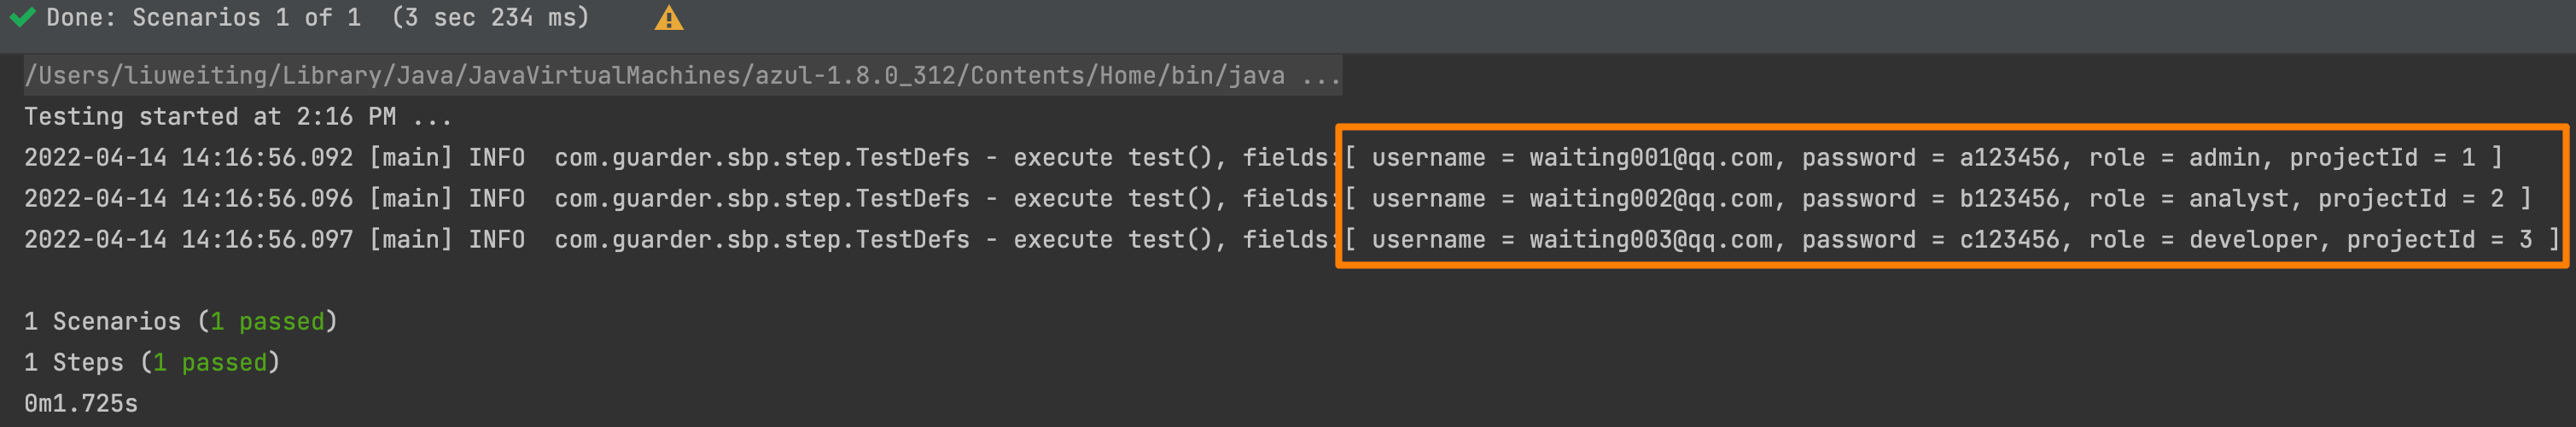 Done: Scenarios 1 of 1 (3 sec 234 ms)
/Users/liuweiting/Library/Java/JavaVirtualMachines/azul-1.8.0_312/Contents/Home/bin/java ...
Testing started at 2:16 PM ...
2022-04-14 14:16:56.092 [main] INFO  com.guarder.sbp.step.TestDefs - execute test(), fields:[ username = waiting001@qq.com, password = a123456, role = admin, projectId = 1 ]
2022-04-14 14:16:56.096 [main] INFO  com.guarder.sbp.step.TestDefs - execute test(), fields:[ username = waiting002@qq.com, password = b123456, role = analyst, projectId = 2 ]
2022-04-14 14:16:56.097 [main] INFO  com.guarder.sbp.step.TestDefs - execute test(), fields:[ username = waiting003@qq.com, password = c123456, role = developer, projectId = 3 ]
1 Scenarios (1 passed)
1 Steps (1 passed)
0m1.725s